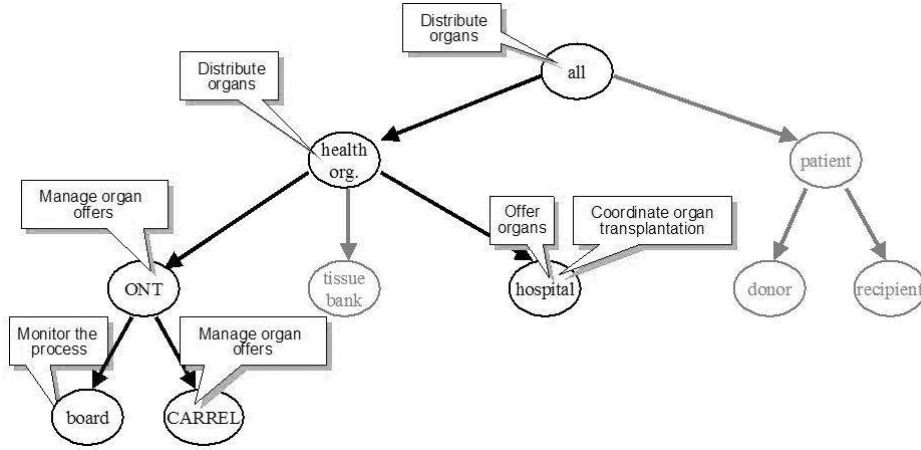 Distribute
organs
all
Distribute
organs
health
org.
patient
Manage organ
offers
Offer
organs
Coordinate organ
transplantation
ONT
tissue
bank
hospital
donor
recipient
Monitor the
process
Manage organ
offers
board
CARREL